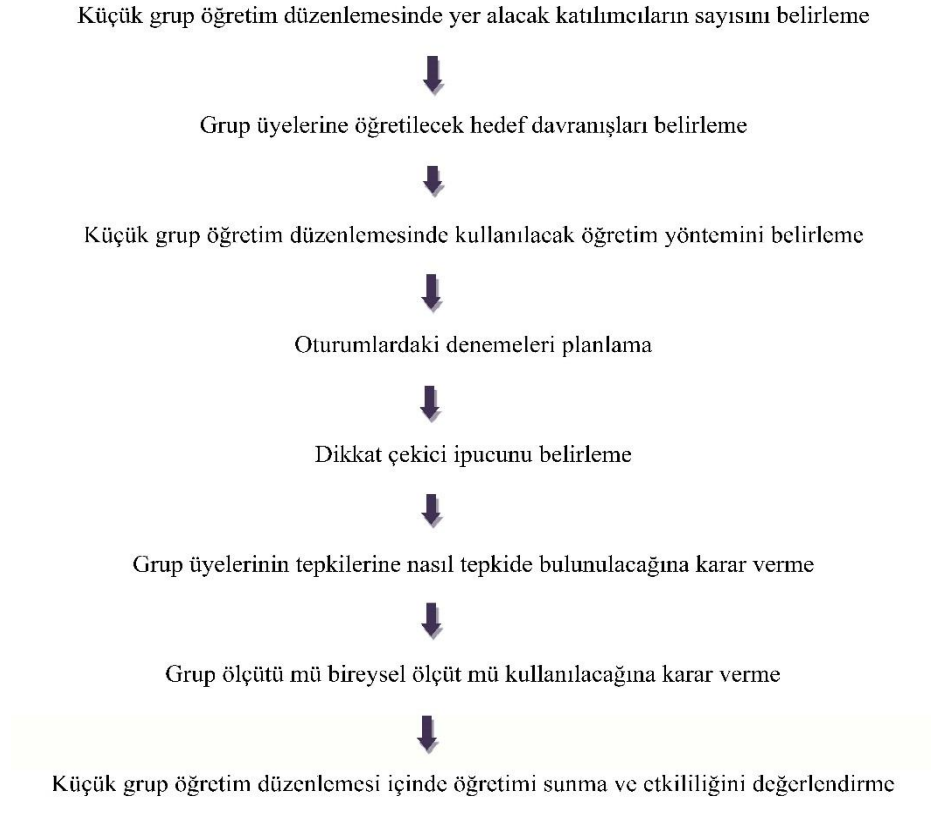 Küçük grup öğretim düzenlemesinde yer alacak katılımcıların sayısını belirleme
Grup üyelerine öğretilecek hedef davranışları belirleme
Küçük grup öğretim düzenlemesinde kullanılacak öğretim yöntemini belirleme
Oturumlardaki denemeleri planlama
Dikkat çekici ipucunu belirleme
Grup üyelerinin tepkilerine nasıl tepkide bulunulacağına karar verme
Grup ölçütü mü bireysel ölçüt mü kullanılacağına karar verme
Küçük grup öğretim düzenlemesi içinde öğretimi sunma ve etkililiğini değerlendirme